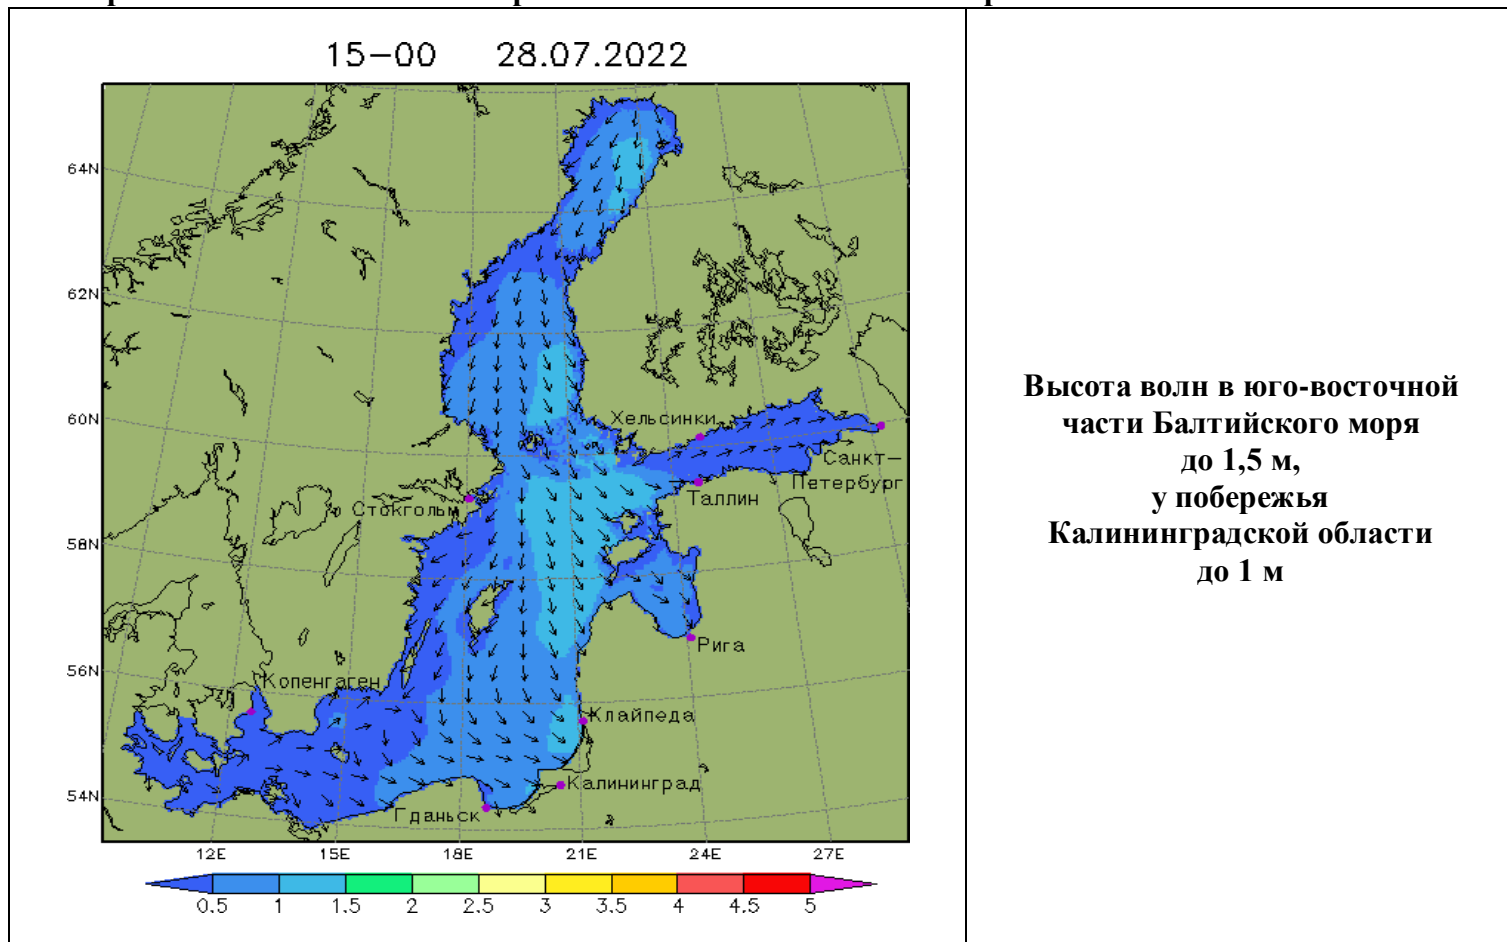 15-00 28.07.2022
64N
62N
60N
58N
56N
54N
Хельсинки
Санкт-
Петербург
Таллин
Стокгольм
Рига
Копенгаген
Клайпеда
Калининград
Гданьск
12E 15E 18E 21E 24E 27E
0.5 1 1.5 2 2.5 3 3.5 4 4.5 5
Высота волн в юго-восточной
части Балтийского моря
до 1,5 м,
у побережья
Калининградской области
до 1 м